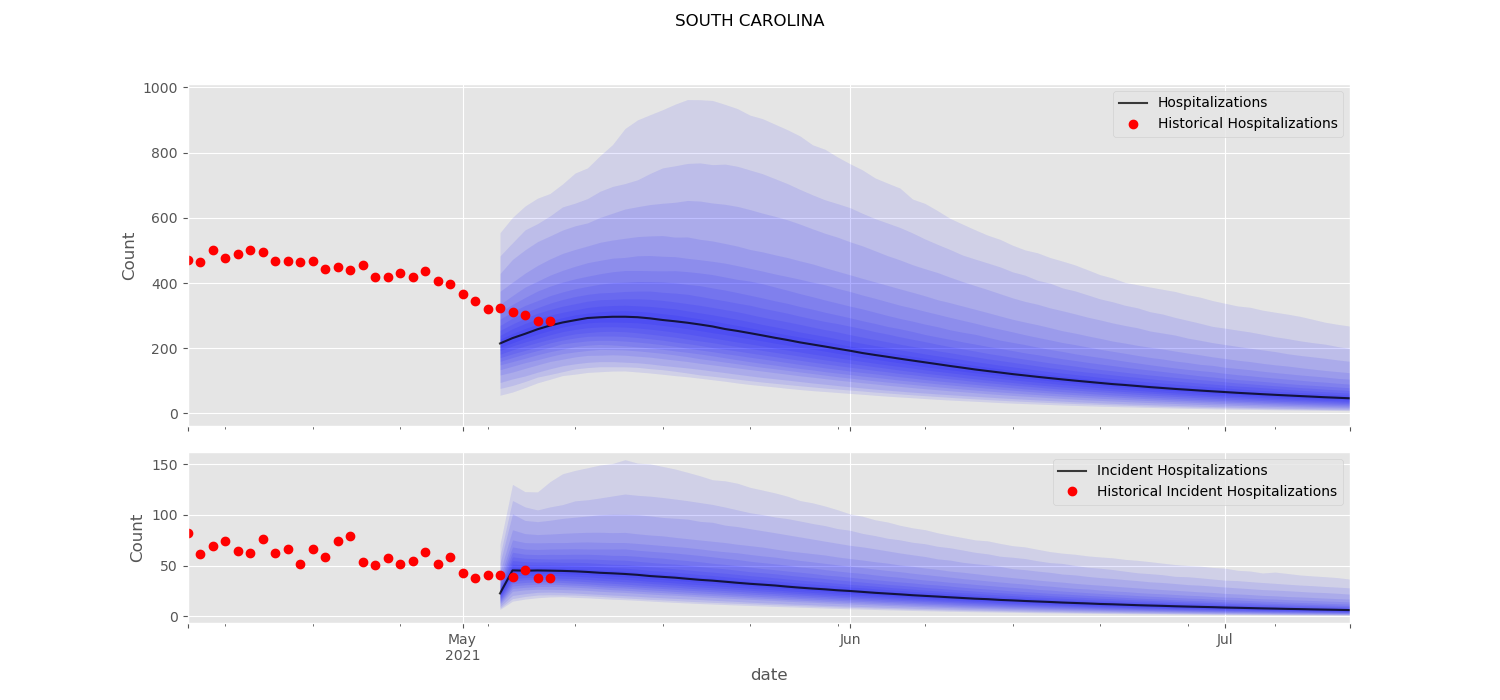 SOUTH CAROLINA
1000
800
600
400
200
0
Count
Hospitalizations
Historical Hospitalizations
150
100
50
0
Count
Incident Hospitalizations
Historical Incident Hospitalizations
May
2021
Jun
Jul
date